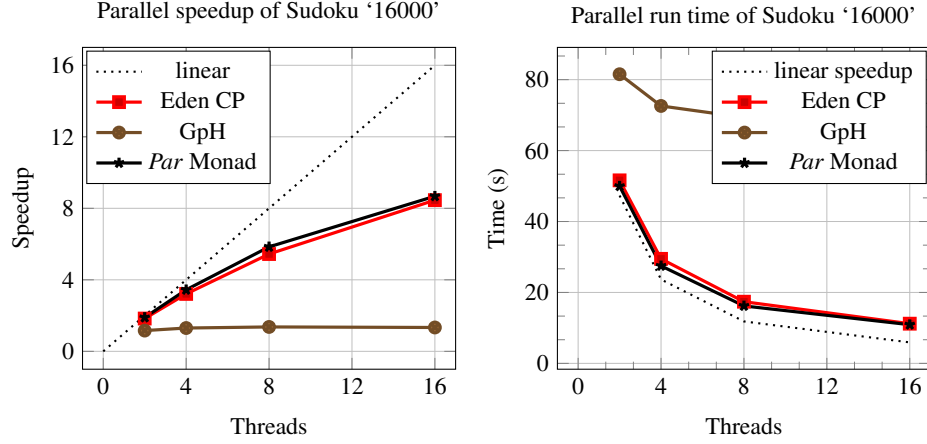 Parallel speedup of Sudoku ‘16000’
16
12
8
4
0
Speedup
linear
Eden CP
GpH
Par Monad
0 4 8 12 16
Threads
Parallel run time of Sudoku ‘16000’
80
60
40
20
0
Time (s)
linear speedup
Eden CP
GpH
Par Monad
0 4 8 12 16
Threads